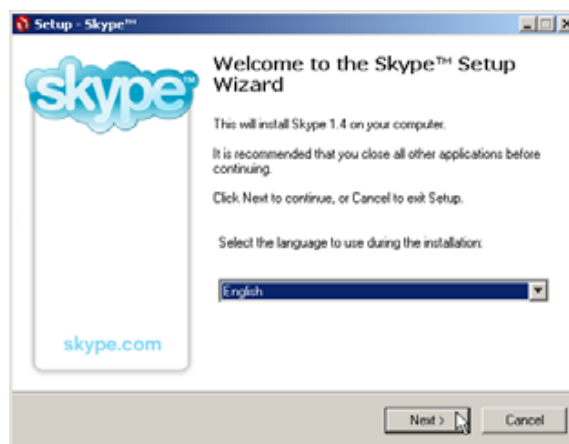 Setup - Skype™
skype™
Welcome to the Skype™ Setup
Wizard
This will install Skype 1.4 on your computer.
It is recommended that you close all other applications before
continuing.
Click Next to continue, or Cancel to exit Setup.
Select the language to use during the installation:
English
skype.com
Next >
Cancel